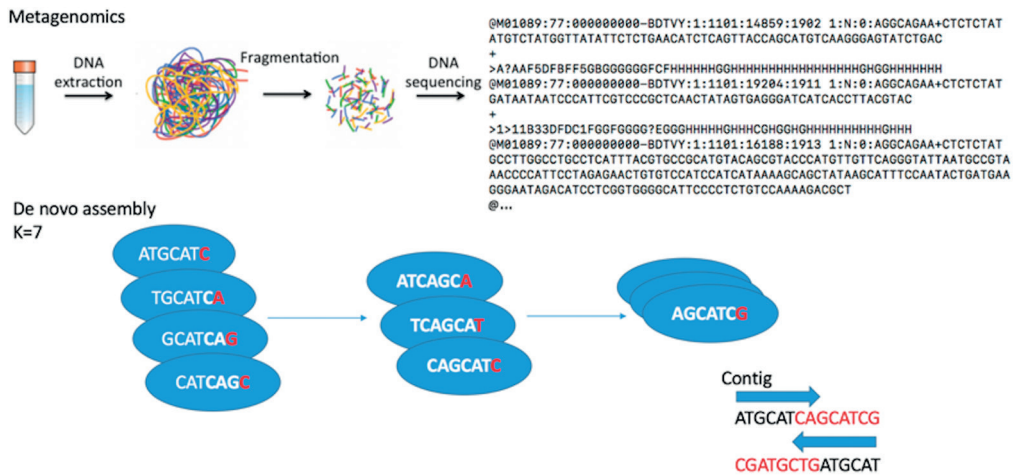 Metagenomics
DNA
extraction
Fragmentation
DNA
sequencing
@M01089:77:000000000-BDTVY:1:1101:14859:1902 1:N:0:AGGCAGAA+CTCTCTAT
ATGTCTATGGTTATATTCTCTGAACATCTCAGTTACCAGCATGTCAAGGGAGTATCTGAC
+
>A?AAF5DFBFF5GBGGGGGGFCFHHHHHHHGGHHHHHHHHHHHHHHHHHHGHGGHHHHHHH
@M01089:77:000000000-BDTVY:1:1101:19204:1911 1:N:0:AGGCAGAA+CTCTCTAT
GATAATAATCCCATTCGTCCCGCTCAACTATAGTGAGGGATCATCACCTTACGTAC
+
>1>11B33DFDC1FGGFGGGG?EGGGHHHHHGHHHCGHGGHGHHHHHHHHHHGHHH
@M01089:77:000000000-BDTVY:1:1101:16188:1913 1:N:0:AGGCAGAA+CTCTCTAT
GCCTTGGCCTGCCTCATTTACGTGCCGCATGTACAGCGTACCCATGTTGTTCAGGGTATTAATGCCGTA
AACCCCATTCCTAGAGAACTGTGTCCATCCATCATAAAAGCAGCTATAAGCATTTCCAATACTGATGAA
GGGAATAGACATCCTCGGTGGGGCATTCCCCTCTGTCCAAAAGACGCT
@...
De novo assembly
K=7
ATGCATC
TGCATCA
GCATCAG
CATCAGC
ATCAGCA
TCAGCAT
CAGCATC
AGCATCG
Contig
ATGCATCAGCATCG
CGATGCTGATGCAT